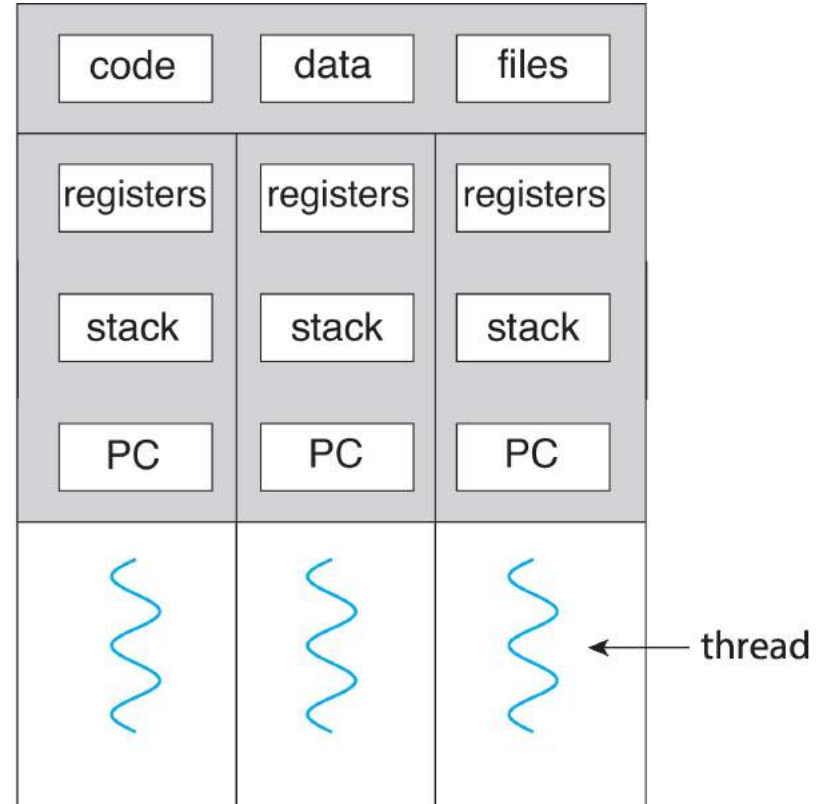 code data files
registers registers registers
stack stack stack
PC PC PC
thread